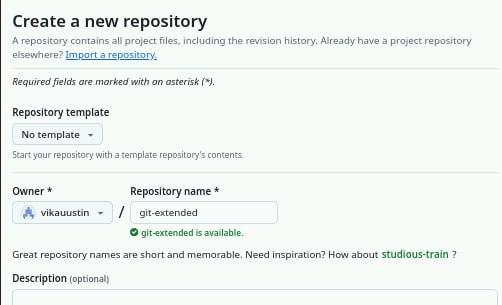 Create a new repository
A repository contains all project files, including the revision history. Already have a project repository
elsewhere? Import a repository.
Required fields are marked with an asterisk (*).
Repository template
No template
Start your repository with a template repository's contents.
Owner * Repository name *
vikauustin / git-extended
git-extended is available.
Great repository names are short and memorable. Need inspiration? How about studious-train ?
Description (optional)